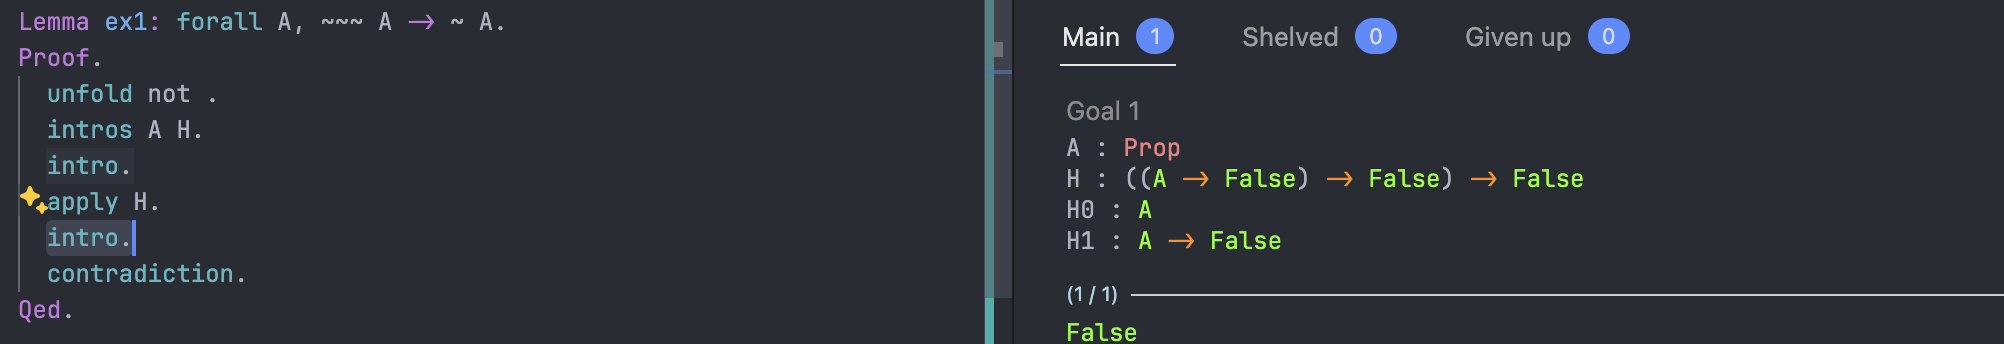 Lemma ex1: forall A, ~~~ A → ~ A.
Proof.
unfold not .
intros A H.
intro.
apply H.
intro.
contradiction.
Qed.
Main 1 Shelved 0 Given up 0
Goal 1
A : Prop
H : ((A → False) → False) → False
H0 : A
H1 : A → False
(1 / 1)
False